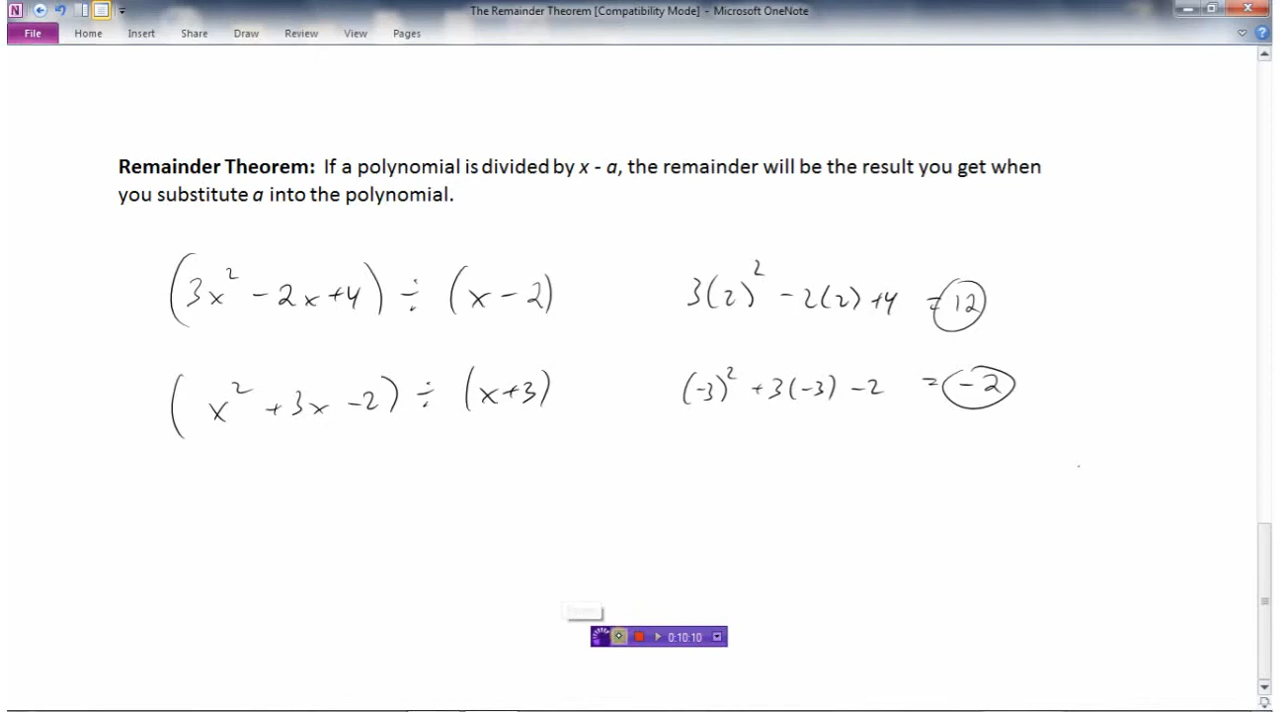 The Remainder Theorem [Compatibility Mode] - Microsoft OneNote
File Home Insert Share Draw Review View Pages
Remainder Theorem: If a polynomial is divided by x - a, the remainder will be the result you get when
you substitute a into the polynomial.
(3x² - 2x + 4) ÷ (x - 2) 3(2)² - 2(2) + 4 = 12
(x² + 3x - 2) ÷ (x + 3) (-3)² + 3(-3) - 2 = -2
0:10:10